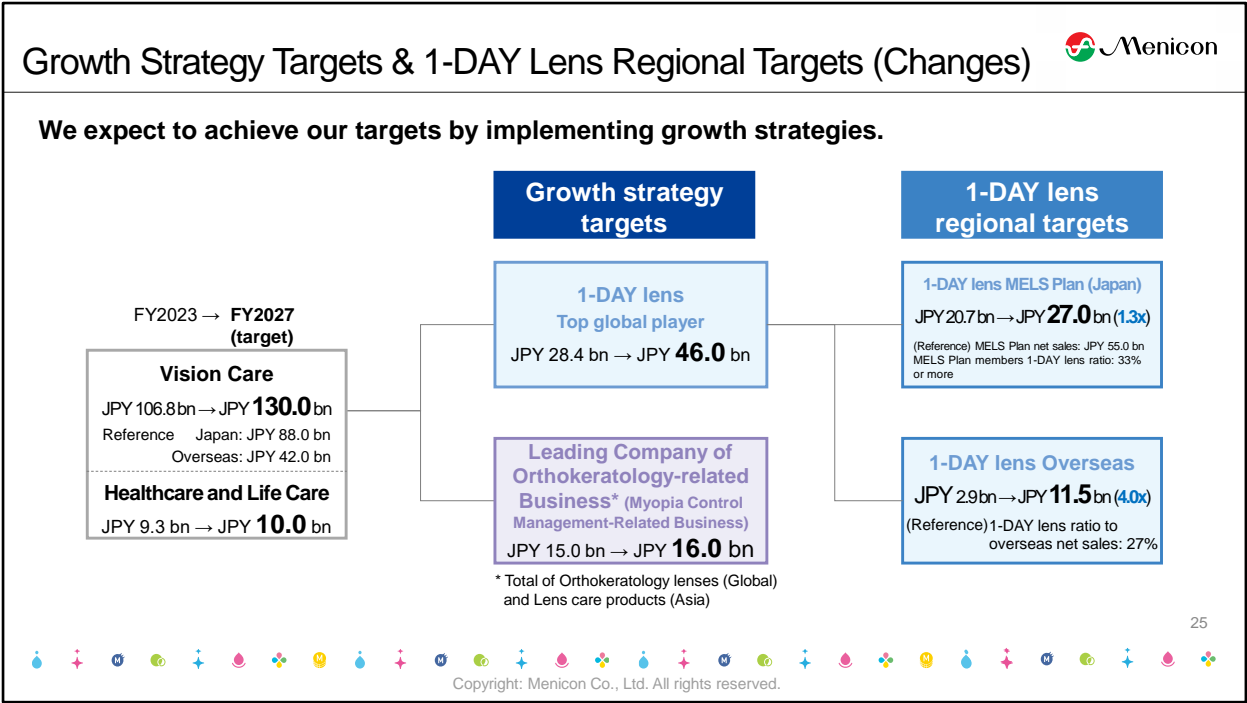 Growth Strategy Targets & 1-DAY Lens Regional Targets (Changes)
Menicon
We expect to achieve our targets by implementing growth strategies.
Growth strategy
targets
1-DAY lens
regional targets
FY2023 → FY2027
(target)
Vision Care
JPY 106.8 bn → JPY 130.0 bn
Reference Japan: JPY 88.0 bn
Overseas: JPY 42.0 bn
Healthcare and Life Care
JPY 9.3 bn → JPY 10.0 bn
1-DAY lens
Top global player
JPY 28.4 bn → JPY 46.0 bn
Leading Company of
Orthokeratology-related
Business* (Myopia Control
Management-Related Business)
JPY 15.0 bn → JPY 16.0 bn
* Total of Orthokeratology lenses (Global)
and Lens care products (Asia)
1-DAY lens MELS Plan (Japan)
JPY 20.7 bn → JPY 27.0 bn (1.3x)
(Reference) MELS Plan net sales: JPY 55.0 bn
MELS Plan members 1-DAY lens ratio: 33%
or more
1-DAY lens Overseas
JPY 2.9 bn → JPY 11.5 bn (4.0x)
(Reference) 1-DAY lens ratio to
overseas net sales: 27%
25
Copyright: Menicon Co., Ltd. All rights reserved.